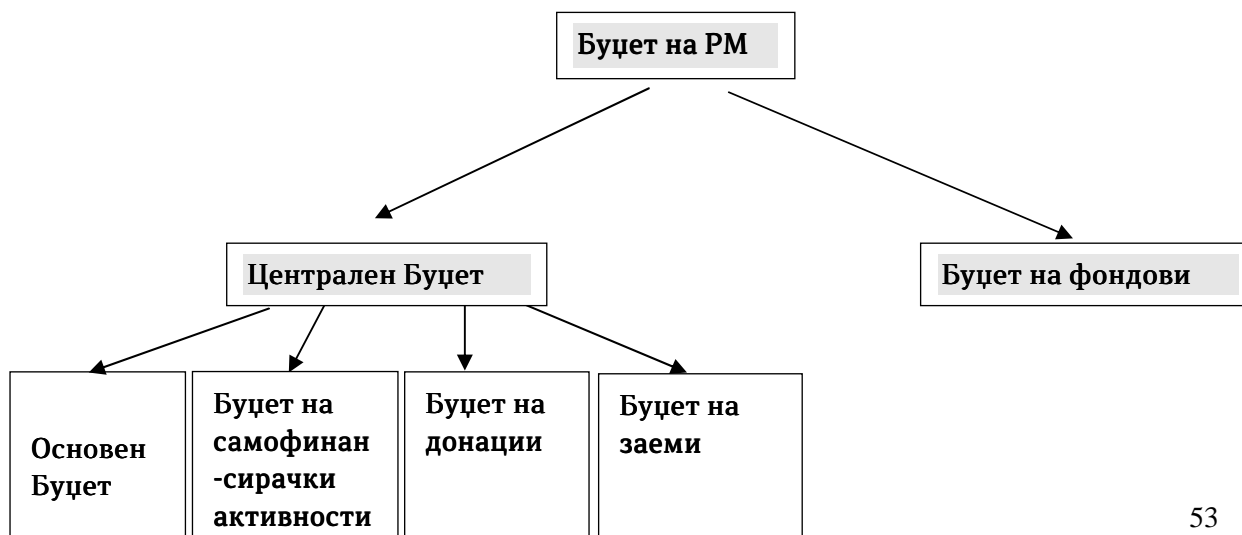 Буџет на РМ
Централен Буџет
Буџет на фондови
Основен
Буџет
Буџет на
самофинан
-сирачки
активности
Буџет на
донации
Буџет на
заеми
53